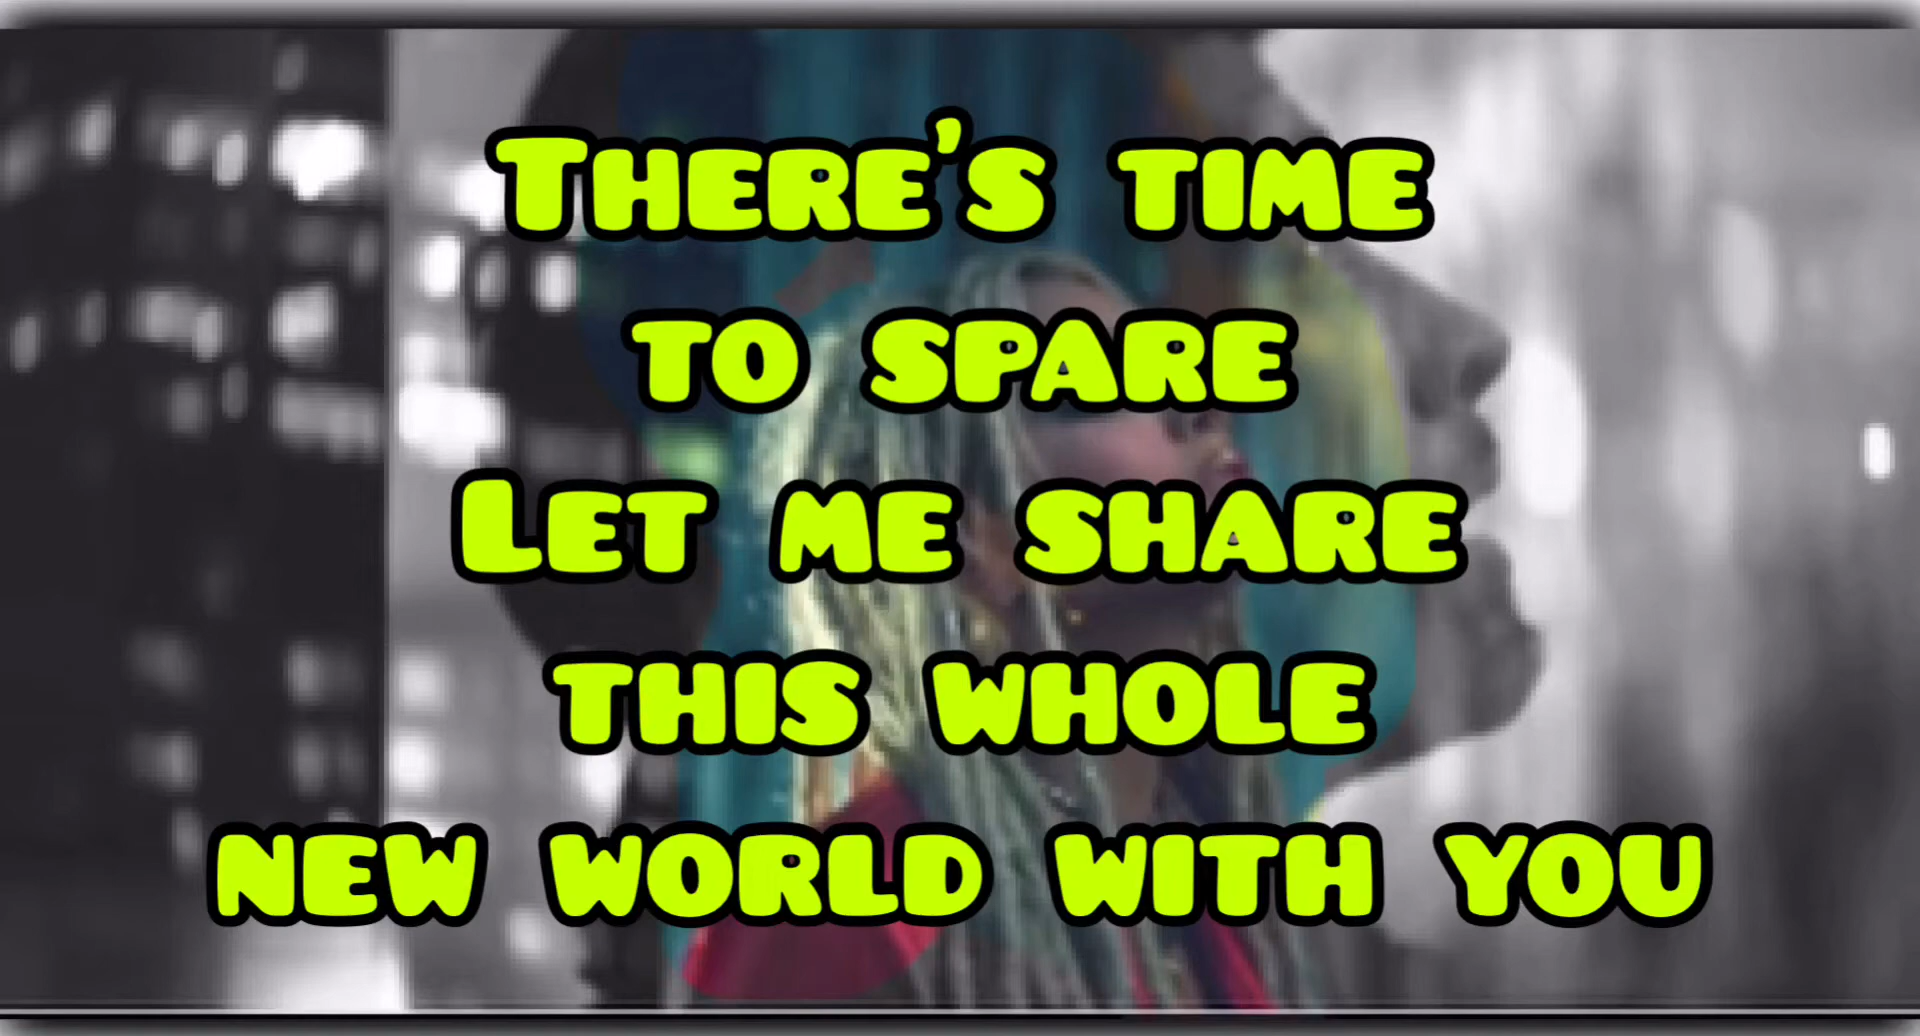 There's time
to spare
Let me share
this whole
new world with you